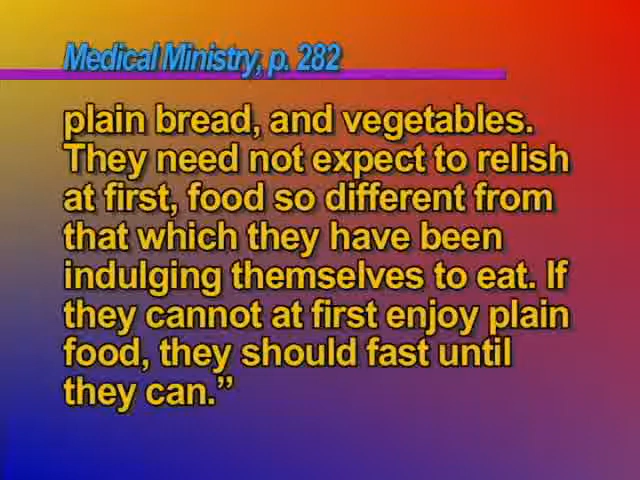 Medical Ministry, p. 282
plain bread, and vegetables.
They need not expect to relish
at first, food so different from
that which they have been
indulging themselves to eat. If
they cannot at first enjoy plain
food, they should fast until
they can.”